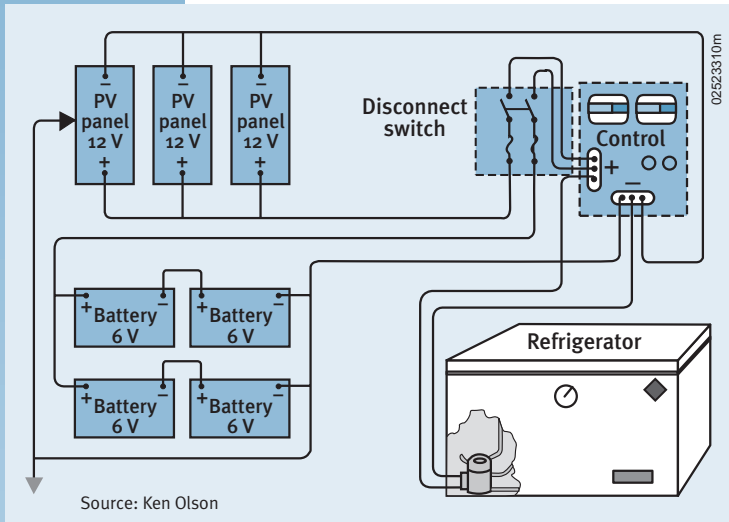 −
PV
panel
12 V
+
−
PV
panel
12 V
+
−
PV
panel
12 V
+
Disconnect
switch
Control
+
−
02523310m
+
−
Battery
6 V
+
−
Battery
6 V
+
−
Battery
6 V
+
−
Battery
6 V
Refrigerator
Source: Ken Olson